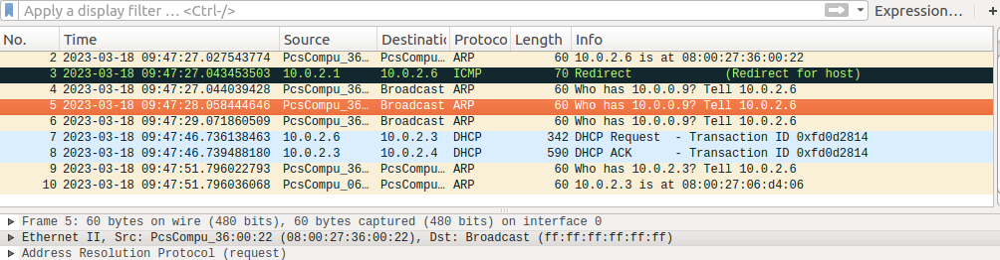 Apply a display filter ... <Ctrl-/> Expression... +
No. Time Source Destinatic Protoco Length Info
2 2023-03-18 09:47:27.027543774 PcsCompu_36... PcsCompu... ARP 60 10.0.2.6 is at 08:00:27:36:00:22
3 2023-03-18 09:47:27.043453503 10.0.2.1 10.0.2.6 ICMP 70 Redirect (Redirect for host)
4 2023-03-18 09:47:27.044039428 PcsCompu_36... Broadcast ARP 60 Who has 10.0.0.9? Tell 10.0.2.6
5 2023-03-18 09:47:28.058444646 PcsCompu_36... Broadcast ARP 60 Who has 10.0.0.9? Tell 10.0.2.6
6 2023-03-18 09:47:29.071860509 PcsCompu_36... Broadcast ARP 60 Who has 10.0.0.9? Tell 10.0.2.6
7 2023-03-18 09:47:46.736138463 10.0.2.6 10.0.2.3 DHCP 342 DHCP Request - Transaction ID 0xfd0d2814
8 2023-03-18 09:47:46.739488180 10.0.2.3 10.0.2.4 DHCP 590 DHCP ACK - Transaction ID 0xfd0d2814
9 2023-03-18 09:47:51.796022793 PcsCompu_36... PcsCompu... ARP 60 Who has 10.0.2.3? Tell 10.0.2.6
10 2023-03-18 09:47:51.796036068 PcsCompu_06... PcsCompu... ARP 60 10.0.2.3 is at 08:00:27:06:d4:06
Frame 5: 60 bytes on wire (480 bits), 60 bytes captured (480 bits) on interface 0
Ethernet II, Src: PcsCompu_36:00:22 (08:00:27:36:00:22), Dst: Broadcast (ff:ff:ff:ff:ff:ff)
Address Resolution Protocol (request)